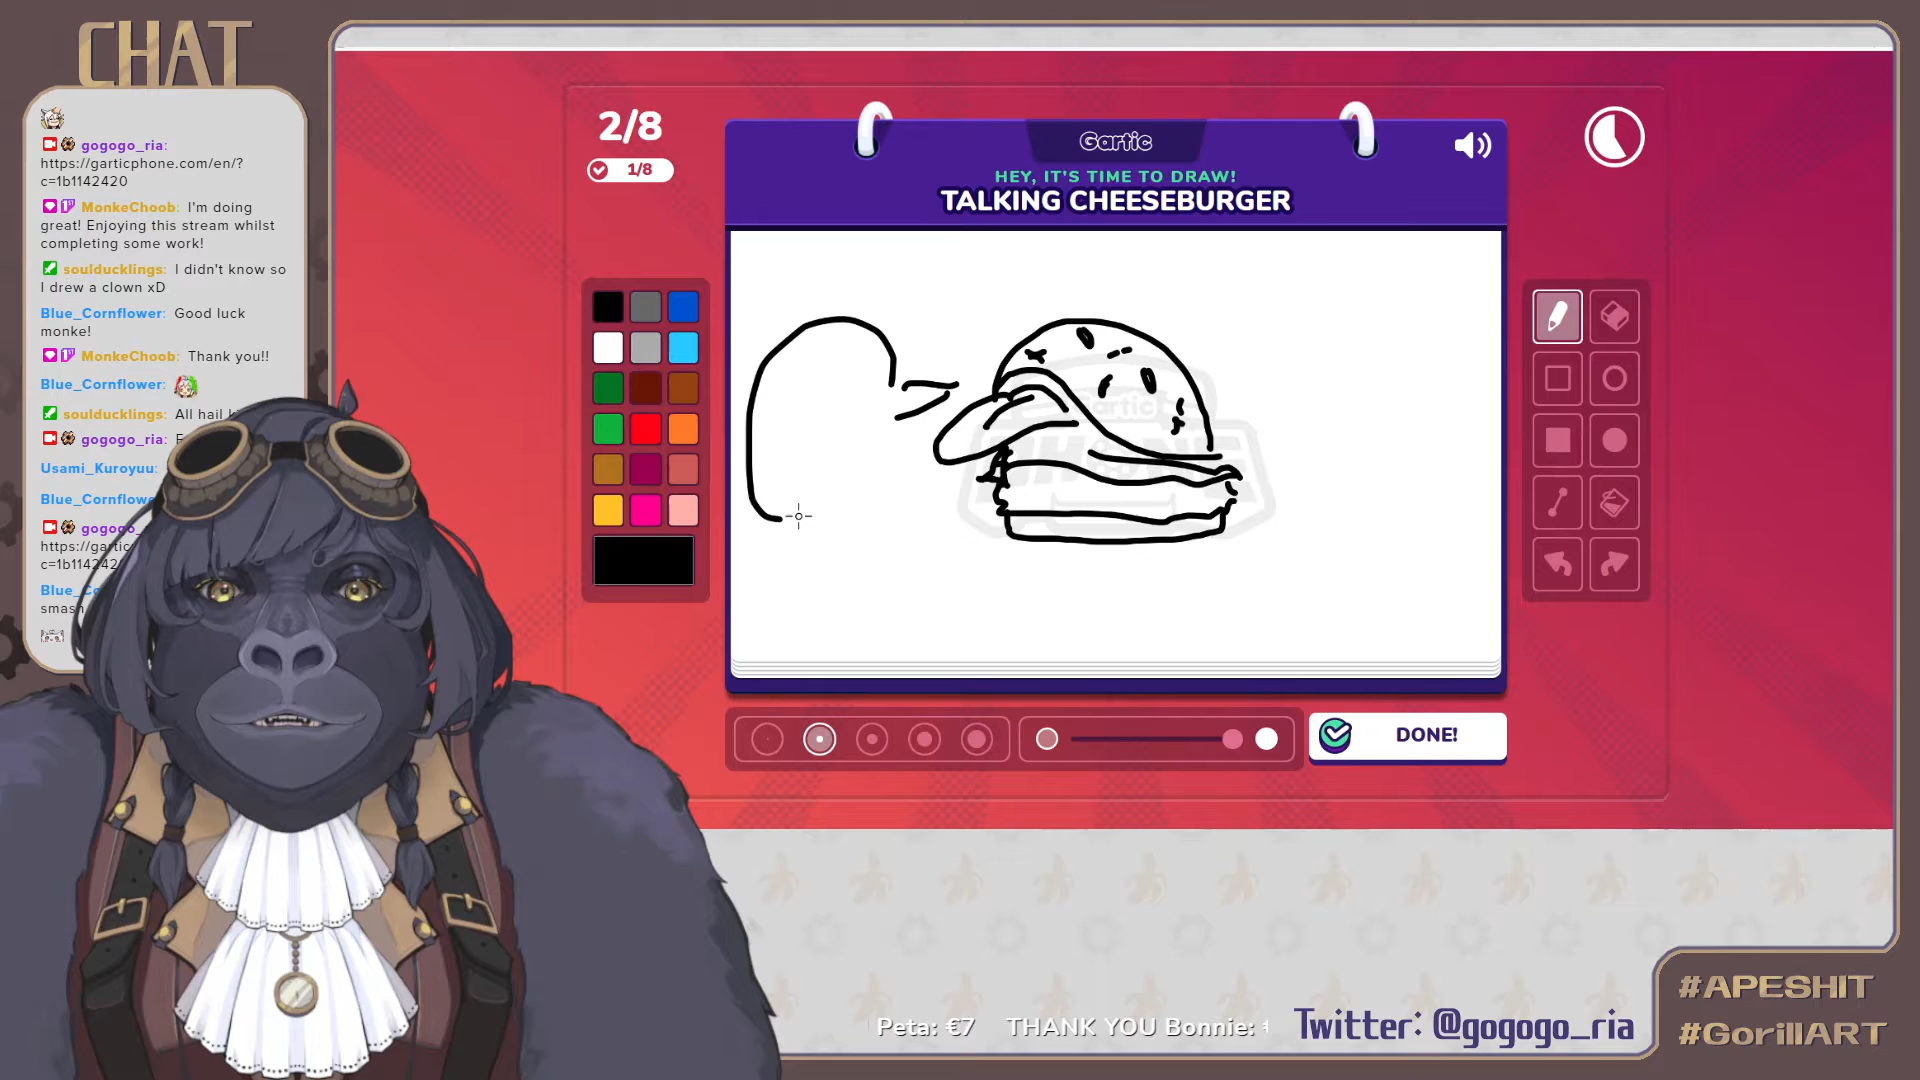 CHAT
gogogo_ria:
https://garticphone.com/en/?
c=1b1142420
MonkeChoob: I'm doing
great! Enjoying this stream whilst
completing some work!
soulducklings: I didn't know so
I drew a clown xD
Blue_Cornflower: Good luck
monke!
MonkeChoob: Thank you!!
Blue_Cornflower:
soulducklings: All hail
gogogo_ria:
Usami_Kuroyuu:
smash
2/8
1/8
Gartic
HEY, IT'S TIME TO DRAW!
TALKING CHEESEBURGER
Gartic
PHONE
DONE!
Peta: €7 THANK YOU Bonnie:
Twitter: @gogogo_ria
#APESHIT
#GorillART